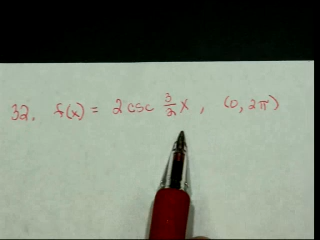 32. f(x) = 2 csc 3/2 x , (0, 2π)